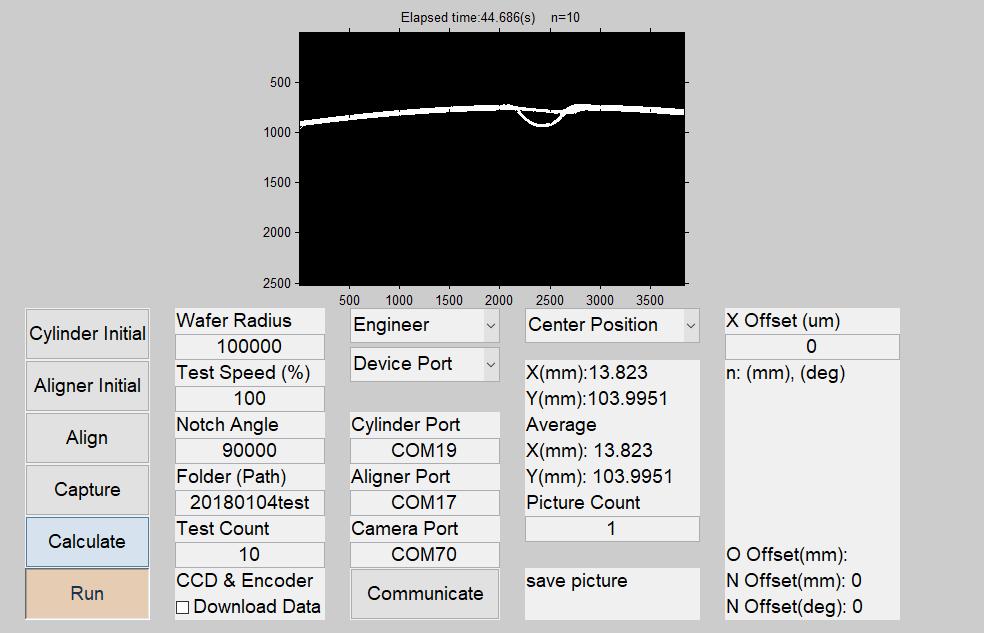 Elapsed time:44.686(s) n=10
500
1000
1500
2000
2500
500 1000 1500 2000 2500 3000 3500
Cylinder Initial
Aligner Initial
Align
Capture
Calculate
Run
Wafer Radius
100000
Test Speed (%)
100
Notch Angle
90000
Folder (Path)
20180104test
Test Count
10
CCD & Encoder
Download Data
Engineer
Device Port
Cylinder Port
COM19
Aligner Port
COM17
Camera Port
COM70
Communicate
Center Position
X(mm):13.823
Y(mm):103.9951
Average
X(mm): 13.823
Y(mm): 103.9951
Picture Count
1
save picture
X Offset (um)
0
n: (mm), (deg)
O Offset(mm):
N Offset(mm): 0
N Offset(deg): 0